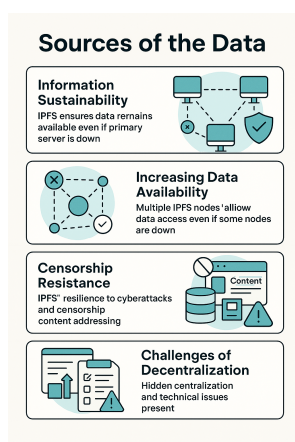 Sources of the Data
Information
Sustainability
IPFS ensures data rernains
available even if primary
server is down
Increasing Data
Availability
Multiple IPFS nodes 'alliow
data access even if some nodes
are down
Censorship
Resistance
IPFS" resilience to cyberattacks
and censorship
content addressing
Content
Challenges of
Decentralization
Hidden centralization
and technical issues
present